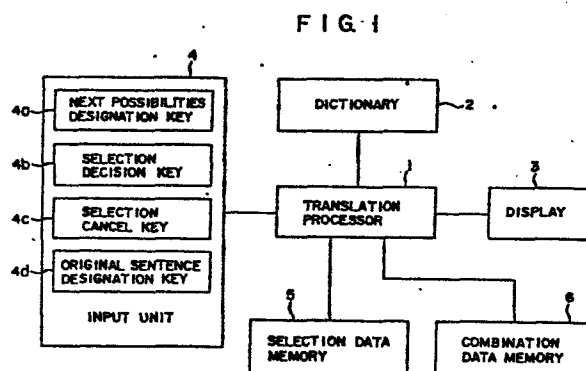 FIG. 1
4
4a
NEXT POSSIBILITIES
DESIGNATION KEY
4b
SELECTION
DECISION KEY
4c
SELECTION
CANCEL KEY
4d
ORIGINAL SENTENCE
DESIGNATION KEY
INPUT UNIT
DICTIONARY
2
1
TRANSLATION
PROCESSOR
3
DISPLAY
5
SELECTION DATA
MEMORY
6
COMBINATION
DATA MEMORY